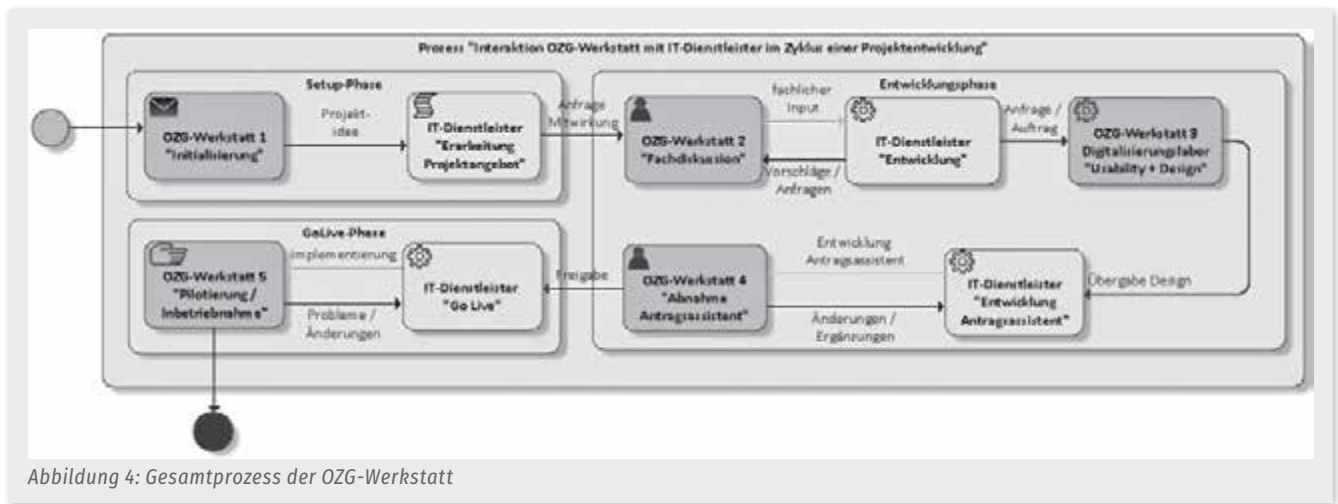 Prozess "Interaktion OZG-Werkstatt mit IT-Dienstleister im Zyklus einer Projektentwicklung"
Setup-Phase
OZG-Werkstatt 1
"Initialisierung"
Projekt-
idee
IT-Dienstleister
"Erarbeitung
Projektangebot"
Anfrage
Mitwirkung
Entwicklungsphase
OZG-Werkstatt 2
"Fachdiskussion"
fachlicher
Input
Vorschläge /
Anfragen
IT-Dienstleister
"Entwicklung"
Anfrage /
Auftrag
OZG-Werkstatt 3
Digitalisierungslabor
"Usability + Design"
GoLive-Phase
OZG-Werkstatt 5
"Pilotierung /
Inbetriebnahme"
Implementierung
Probleme /
Änderungen
IT-Dienstleister
"Go Live"
Freigabe
OZG-Werkstatt 4
"Abnahme
Antragsassistent"
Entwicklung
Antragsassistent
Änderungen /
Ergänzungen
IT-Dienstleister
"Entwicklung
Antragsassistent"
Übergabe Design
Abbildung 4: Gesamtprozess der OZG-Werkstatt